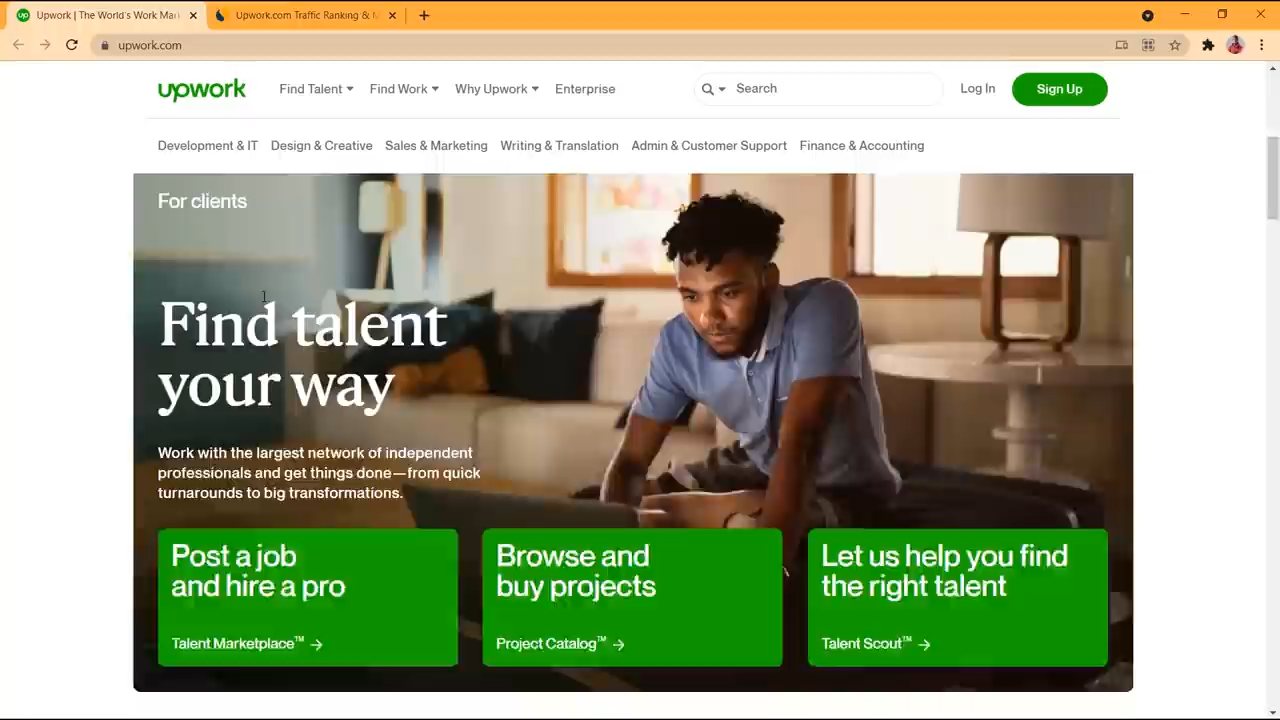 Upwork | The World's Work Mar
Upwork.com Traffic Ranking & M
upwork.com
upwork
Find Talent
Find Work
Why Upwork
Enterprise
Search
Log In
Sign Up
Development & IT
Design & Creative
Sales & Marketing
Writing & Translation
Admin & Customer Support
Finance & Accounting
For clients
Find talent
your way
Work with the largest network of independent
professionals and get things done—from quick
turnarounds to big transformations.
Post a job
and hire a pro
Talent Marketplace™ →
Browse and
buy projects
Project Catalog™ →
Let us help you find
the right talent
Talent Scout™ →